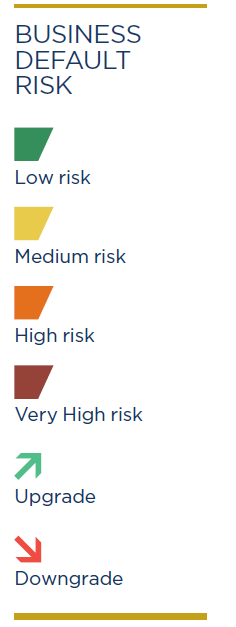 BUSINESS
DEFAULT
RISK
Low risk
Medium risk
High risk
Very High risk
Upgrade
Downgrade